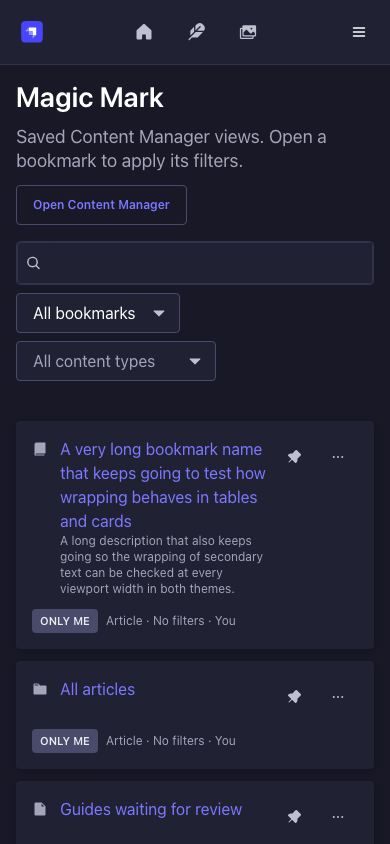 Magic Mark
Saved Content Manager views. Open a
bookmark to apply its filters.
Open Content Manager
All bookmarks
All content types
A very long bookmark name
that keeps going to test how
wrapping behaves in tables
and cards
A long description that also keeps
going so the wrapping of secondary
text can be checked at every
viewport width in both themes.
ONLY ME Article · No filters · You
All articles
ONLY ME Article · No filters · You
Guides waiting for review